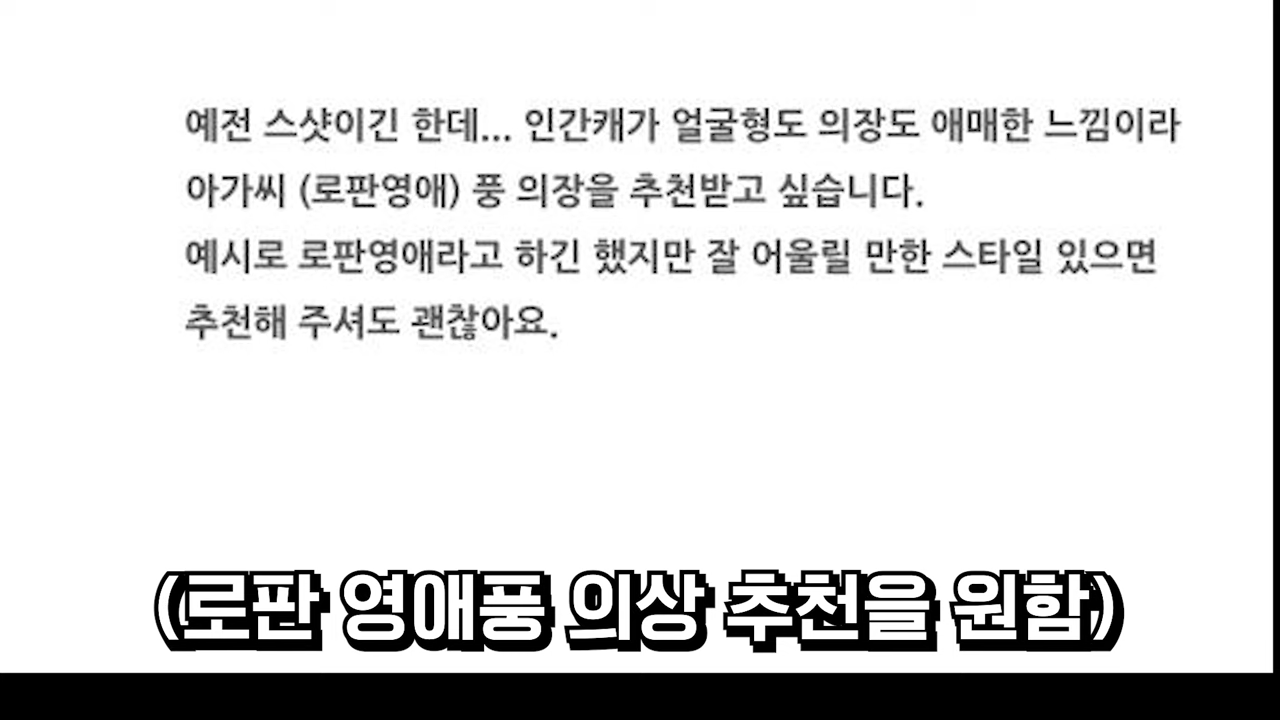 예전 스샷이긴 한데... 인간캐가 얼굴형도 의장도 애매한 느낌이라
아가씨 (로판영애) 풍 의장을 추천받고 싶습니다.
예시로 로판영애라고 하긴 했지만 잘 어울릴 만한 스타일 있으면
추천해 주셔도 괜찮아요.
(로판 영애풍 의상 추천을 원함)